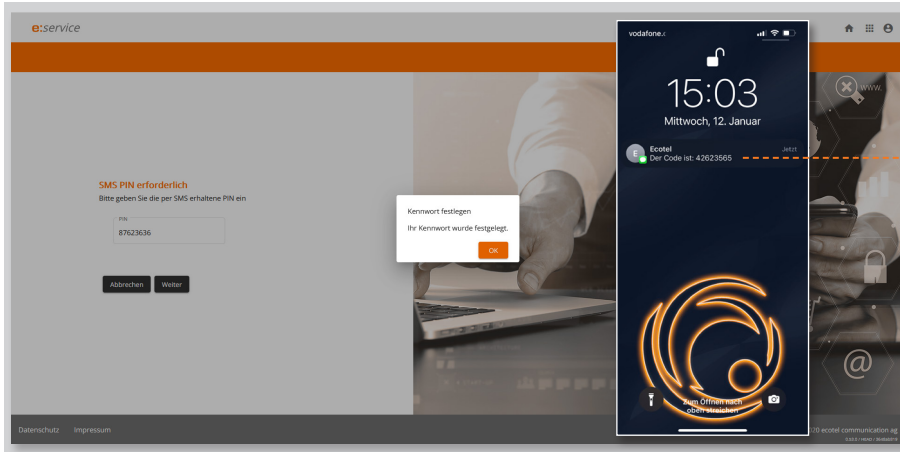 e:service
SMS PIN erforderlich
Bitte geben Sie die per SMS erhaltene PIN ein
PIN
87623636
Abbrechen
Weiter
Kennwort festlegen
Ihr Kennwort wurde festgelegt.
OK
vodafone.
15:03
Mittwoch, 12. Januar
E
Ecotel
Jetzt
Der Code ist: 42623565
Zum Öffnen nach
oben streichen
www.
@
Datenschutz
Impressum
020 ecotel communication ag